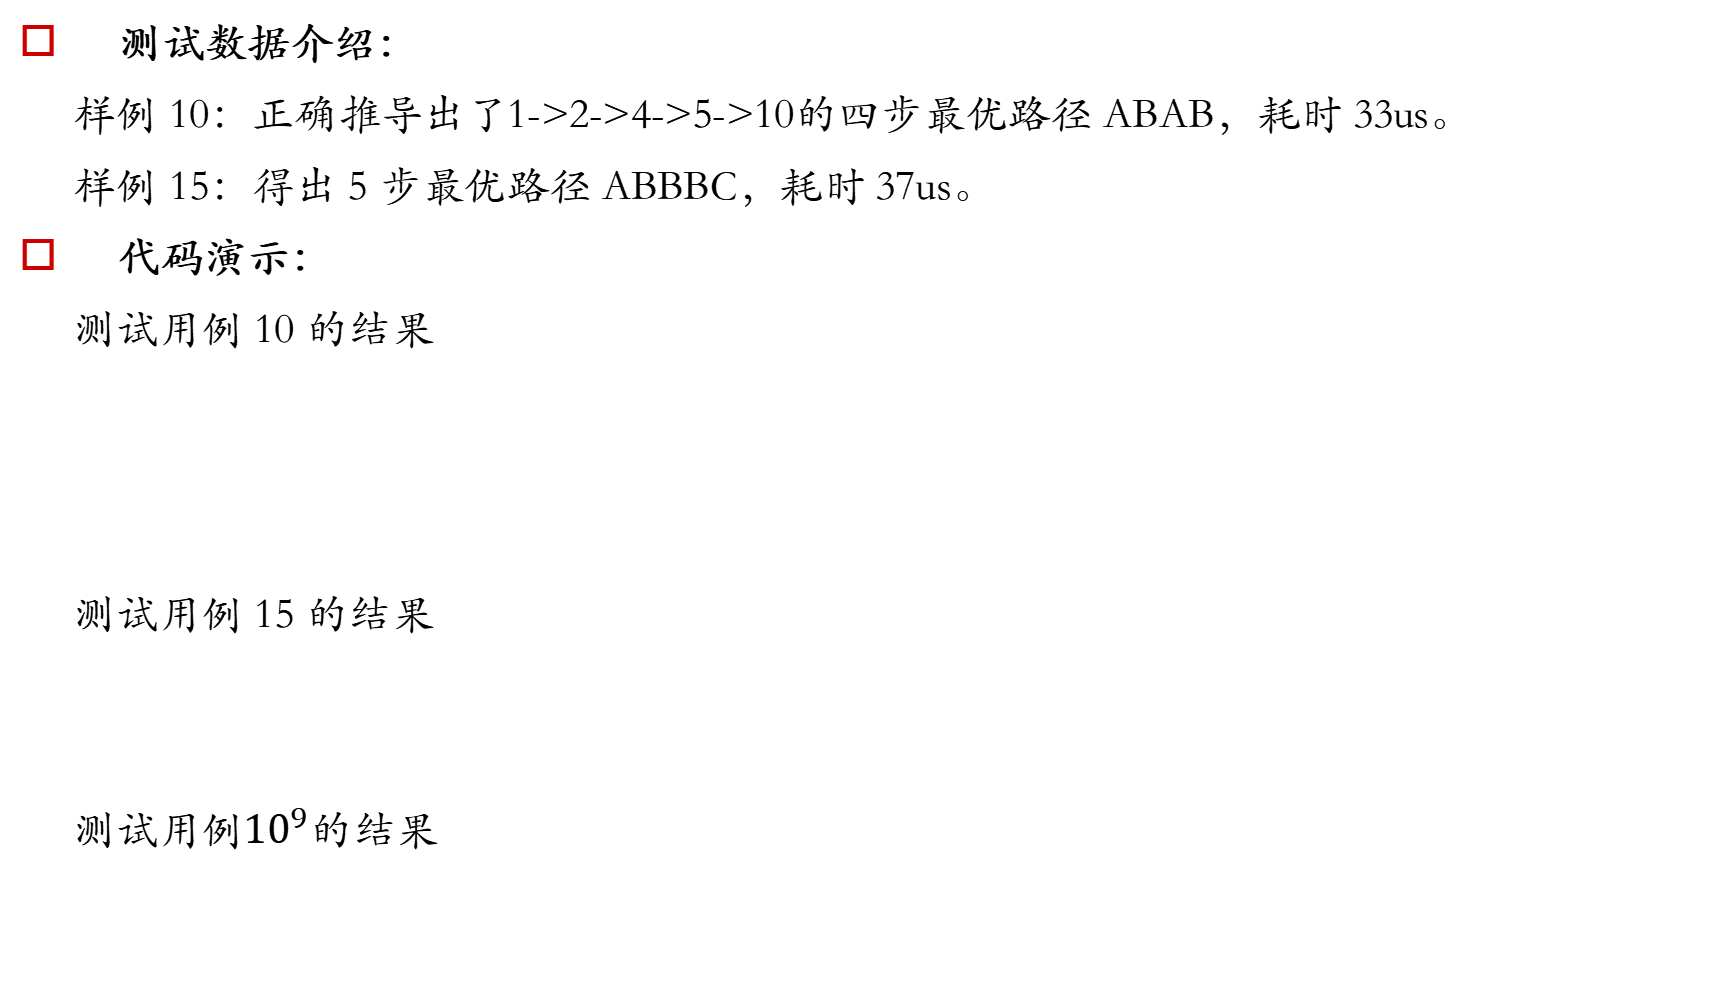 测试数据介绍：
样例 10：正确推导出了1->2->4->5->10的四步最优路径 ABAB，耗时 33us。
样例 15：得出 5 步最优路径 ABBBC，耗时 37us。
代码演示：
测试用例 10 的结果
测试用例 15 的结果
测试用例10⁹的结果